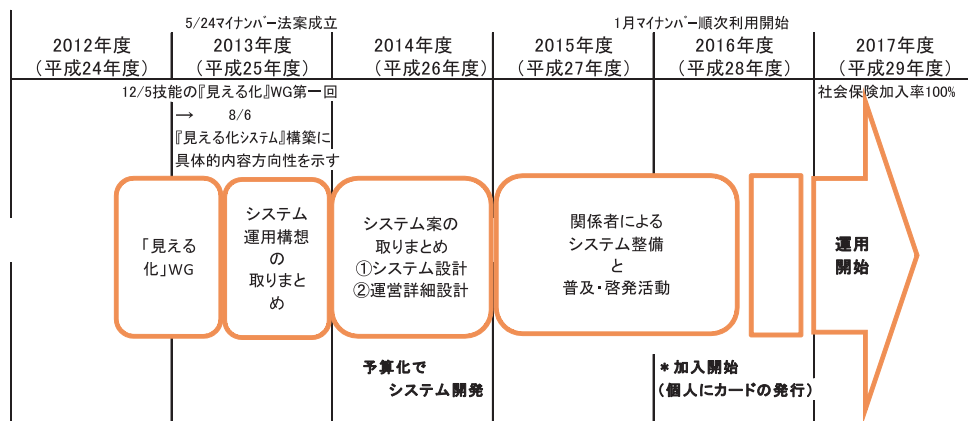 5/24マイナンバー法案成立
1月マイナンバー順次利用開始
2012年度
(平成24年度)
2013年度
(平成25年度)
2014年度
(平成26年度)
2015年度
(平成27年度)
2016年度
(平成28年度)
2017年度
(平成29年度)
12/5技能の『見える化』WG第一回
→ 8/6
『見える化システム』構築に
具体的内容方向性を示す
社会保険加入率100%
「見える
化」WG
システム
運用構想
の
取りまと
め
システム案の
取りまとめ
①システム設計
②運営詳細設計
関係者による
システム整備
と
普及・啓発活動
運用
開始
予算化で
システム開発
*加入開始
(個人にカードの発行)